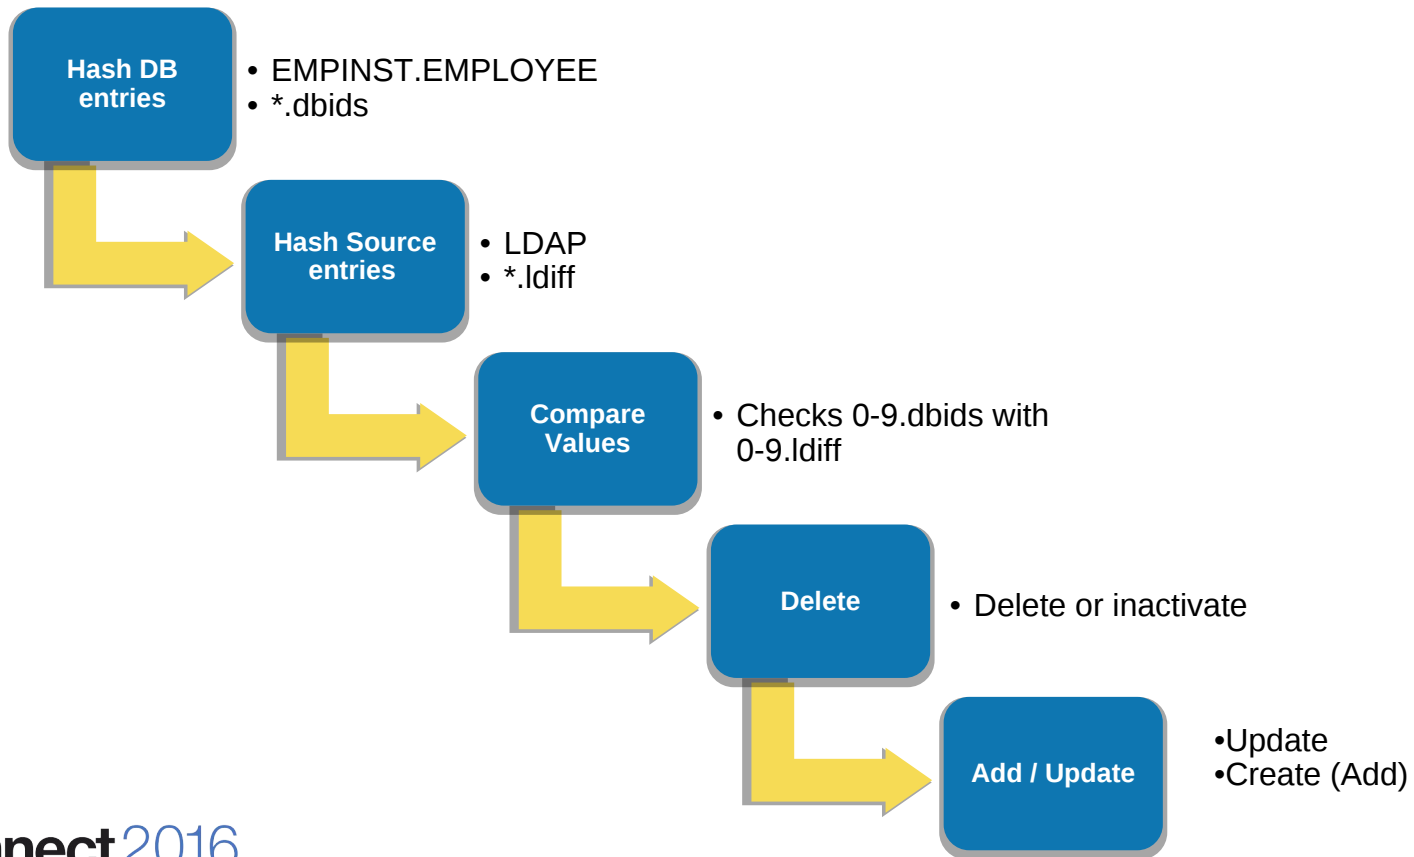 Hash DB
entries
• EMPINST.EMPLOYEE
• *.dbids
Hash Source
entries
• LDAP
• *.ldiff
Compare
Values
• Checks 0-9.dbids with
0-9.ldiff
Delete
• Delete or inactivate
Add / Update
•Update
•Create (Add)
nect 2016